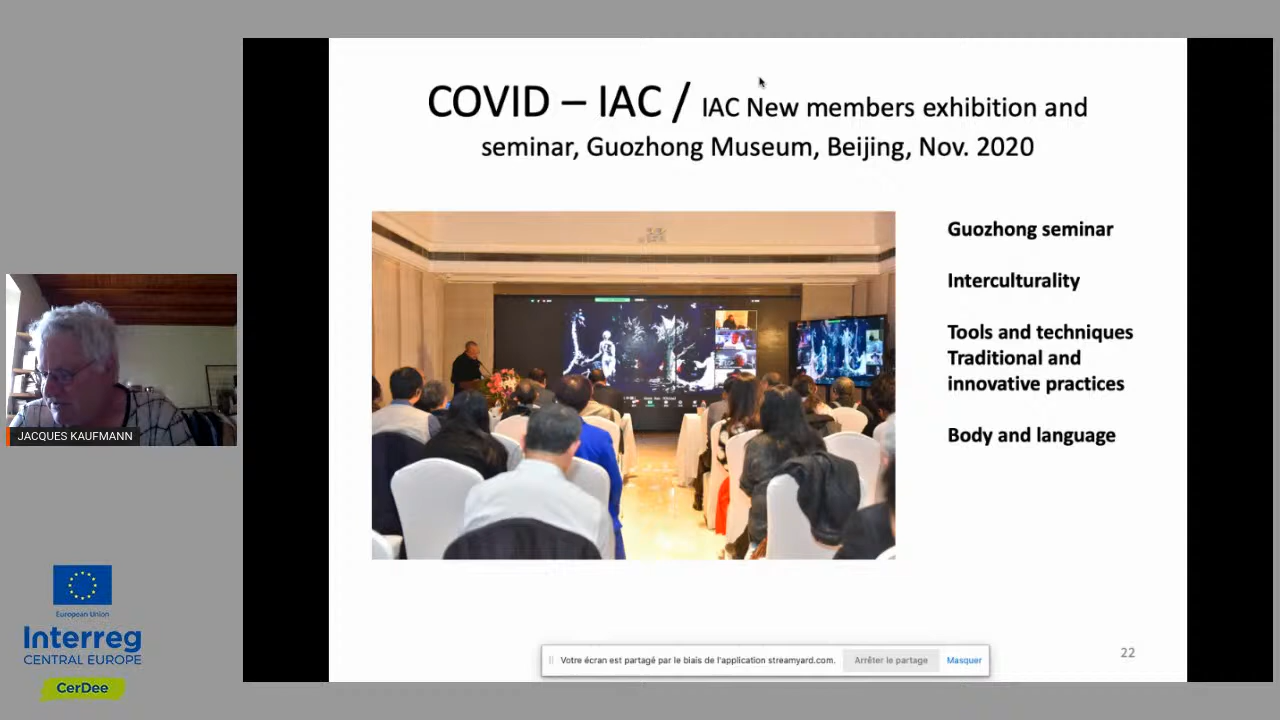 COVID – IAC / IAC New members exhibition and
seminar, Guozhong Museum, Beijing, Nov. 2020
Guozhong seminar
Interculturality
Tools and techniques
Traditional and
innovative practices
Body and language
JACQUES KAUFMANN
European Union
Interreg
CENTRAL EUROPE
CerDee
Votre écran est partagé par le biais de l'application streamyard.com.
Arrêter le partage
Masquer
22